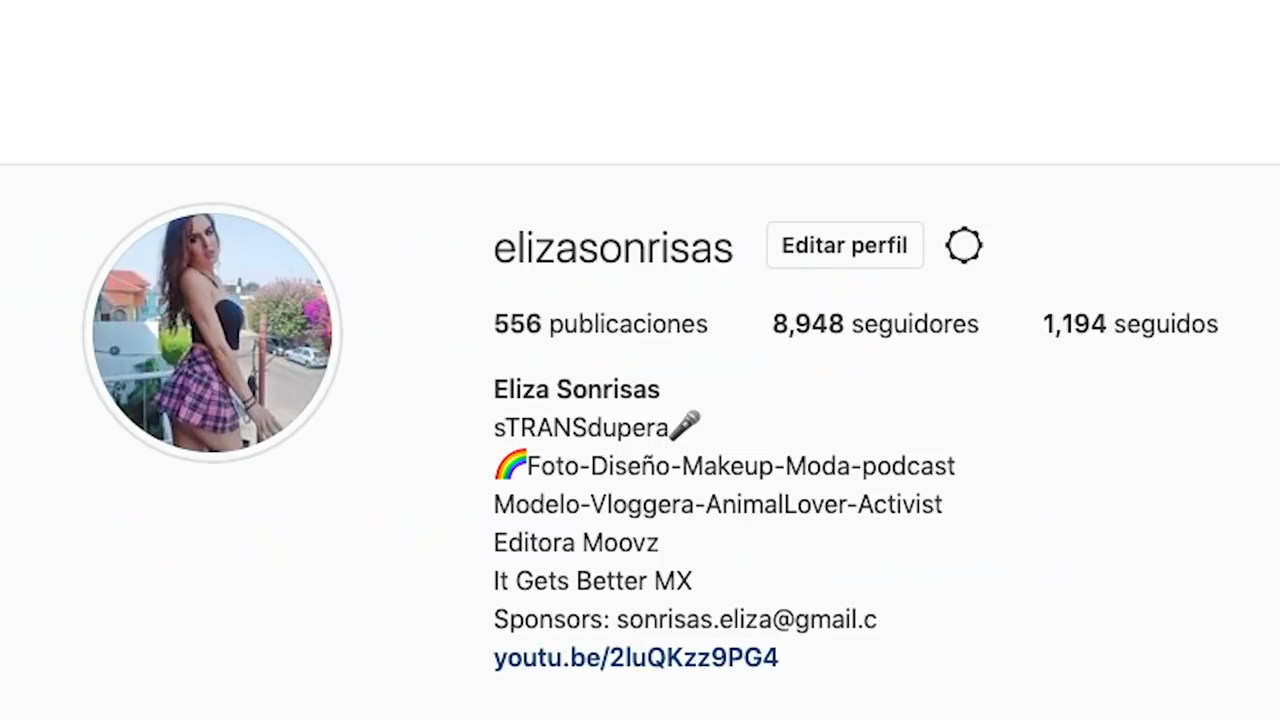 elizasonrisas Editar perfil
556 publicaciones 8,948 seguidores 1,194 seguidos
Eliza Sonrisas
sTRANSdupera🎤
🌈Foto-Diseño-Makeup-Moda-podcast
Modelo-Vloggera-AnimalLover-Activist
Editora Moovz
It Gets Better MX
Sponsors: sonrisas.eliza@gmail.c
youtu.be/2luQKzz9PG4